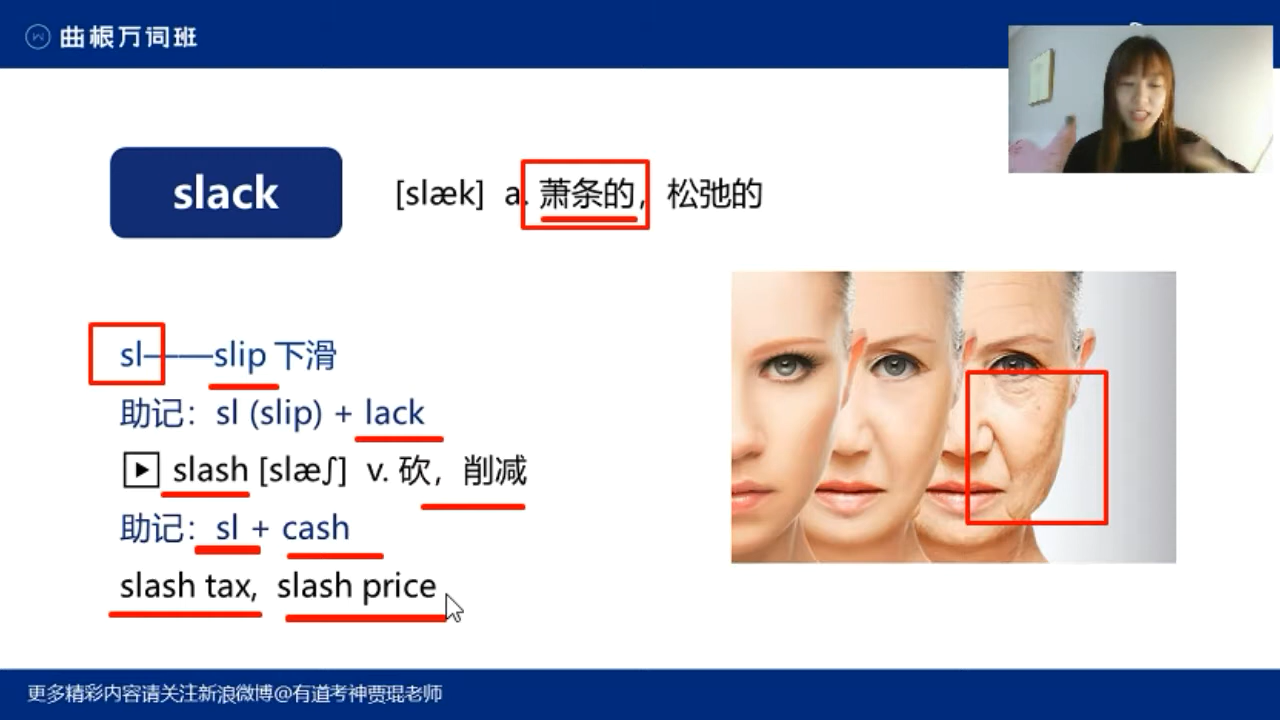 曲根万词班
slack
[slæk] a. 萧条的，松弛的
sl——slip 下滑
助记：sl (slip) + lack
slash [slæʃ] v. 砍，削减
助记：sl + cash
slash tax, slash price
更多精彩内容请关注新浪微博@有道考神贾琨老师